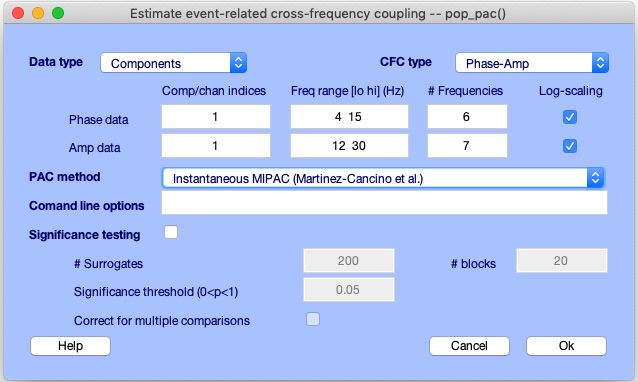 Estimate event-related cross-frequency coupling -- pop_pac()
Data type Components CFC type Phase-Amp
Comp/chan indices Freq range [lo hi] (Hz) # Frequencies Log-scaling
Phase data 1 4 15 6
Amp data 1 12 30 7
PAC method Instantaneous MIPAC (Martinez-Cancino et al.)
Comand line options
Significance testing
# Surrogates 200 # blocks 20
Significance threshold (0<p<1) 0.05
Correct for multiple comparisons
Help Cancel Ok